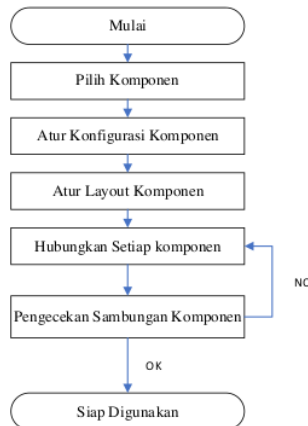 Mulai
Pilih Komponen
Atur Konfigurasi Komponen
Atur Layout Komponen
Hubungkan Setiap komponen
NO
Pengecekan Sambungan Komponen
OK
Siap Digunakan